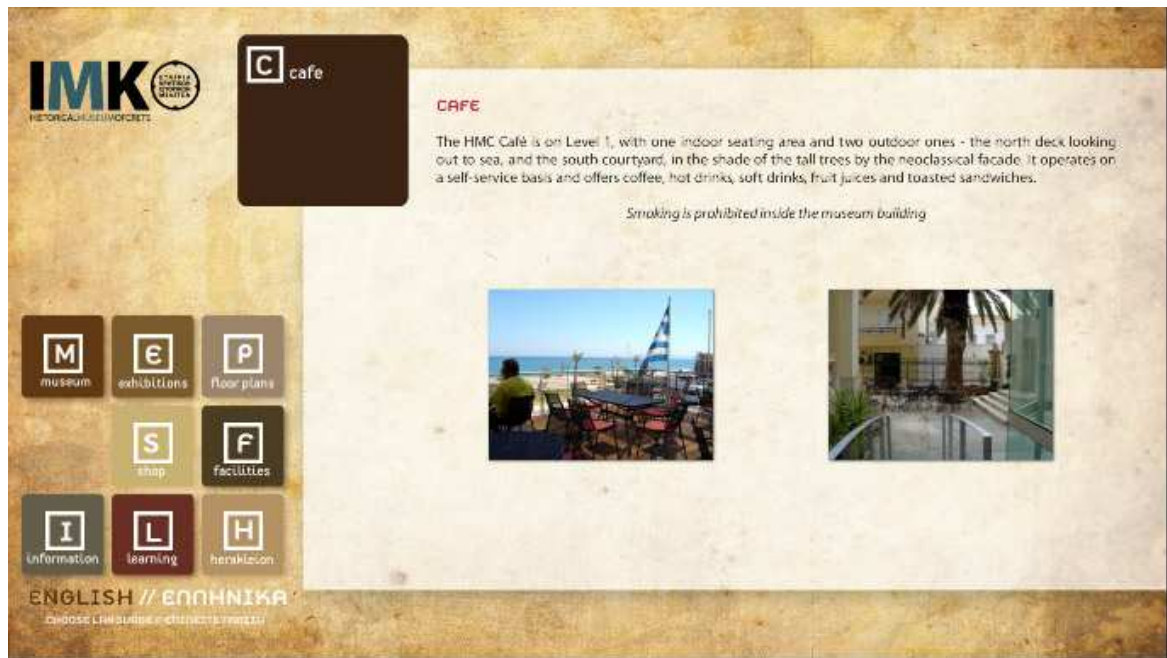 IMK
HISTORICALMUSEUMOFCRETE
C cafe
CAFE
The HMC Café is on Level 1, with one indoor seating area and two outdoor ones - the north deck looking
out to sea, and the south courtyard, in the shade of the tall trees by the neoclassical facade. It operates on
a self-service basis and offers coffee, hot drinks, soft drinks, fruit juices and toasted sandwiches.
Smoking is prohibited inside the museum building
M
museum
E
exhibitions
P
floor plans
S
shop
F
facilities
I
information
L
learning
H
herakleion
ENGLISH // ΕΛΛΗΝΙΚΑ
CHOOSE LANGUAGE //